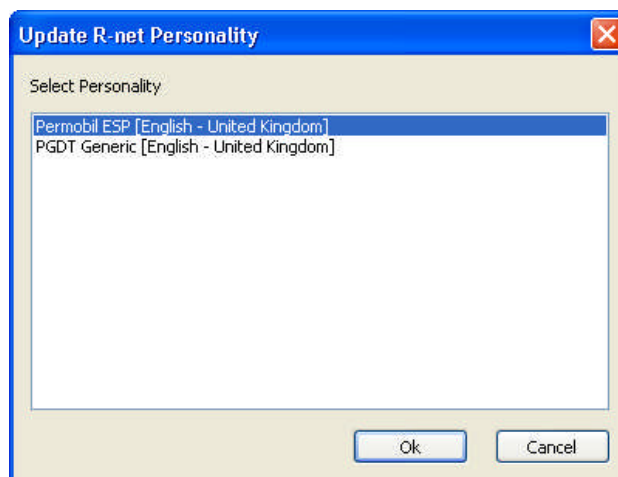 Update R-net Personality
Select Personality
Permobil ESP [English - United Kingdom]
PGDT Generic [English - United Kingdom]
Ok
Cancel